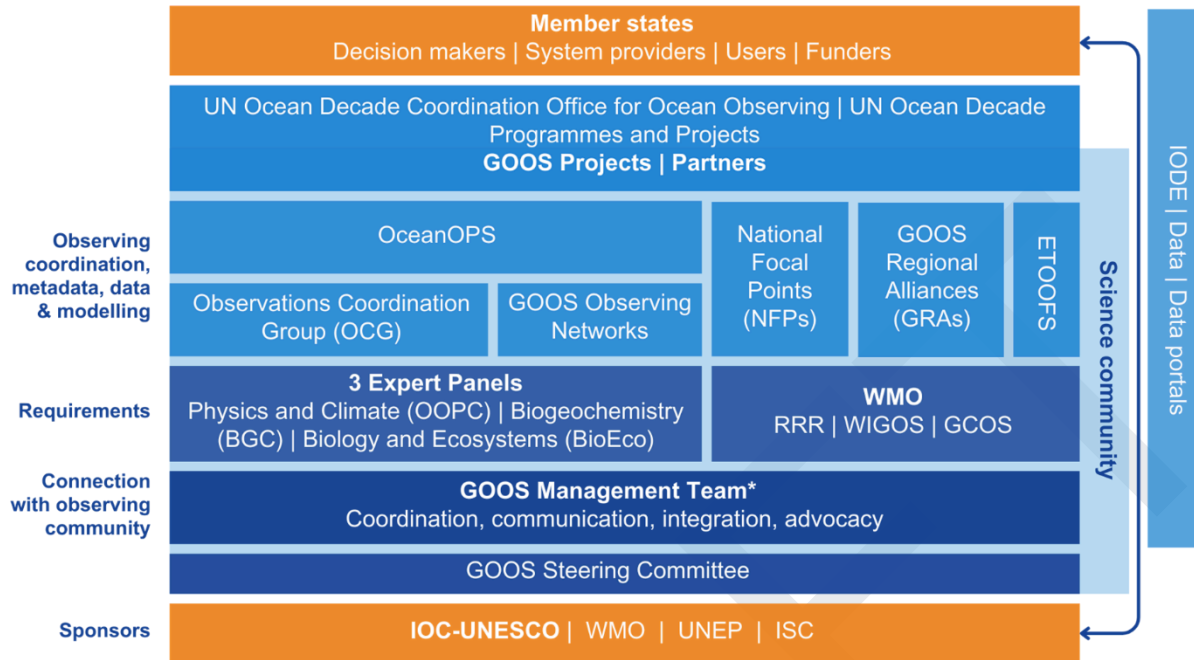 Member states
Decision makers | System providers | Users | Funders
UN Ocean Decade Coordination Office for Ocean Observing | UN Ocean Decade
Programmes and Projects
GOOS Projects | Partners
Observing
coordination,
metadata, data
& modelling
OceanOPS
Observations Coordination
Group (OCG)
GOOS Observing
Networks
National
Focal
Points
(NFPs)
GOOS
Regional
Alliances
(GRAs)
ETOOFS
Requirements
3 Expert Panels
Physics and Climate (OOPC) | Biogeochemistry
(BGC) | Biology and Ecosystems (BioEco)
WMO
RRR | WIGOS | GCOS
Connection
with observing
community
GOOS Management Team*
Coordination, communication, integration, advocacy
GOOS Steering Committee
Sponsors
IOC-UNESCO | WMO | UNEP | ISC
Science community
IODE | Data | Data portals